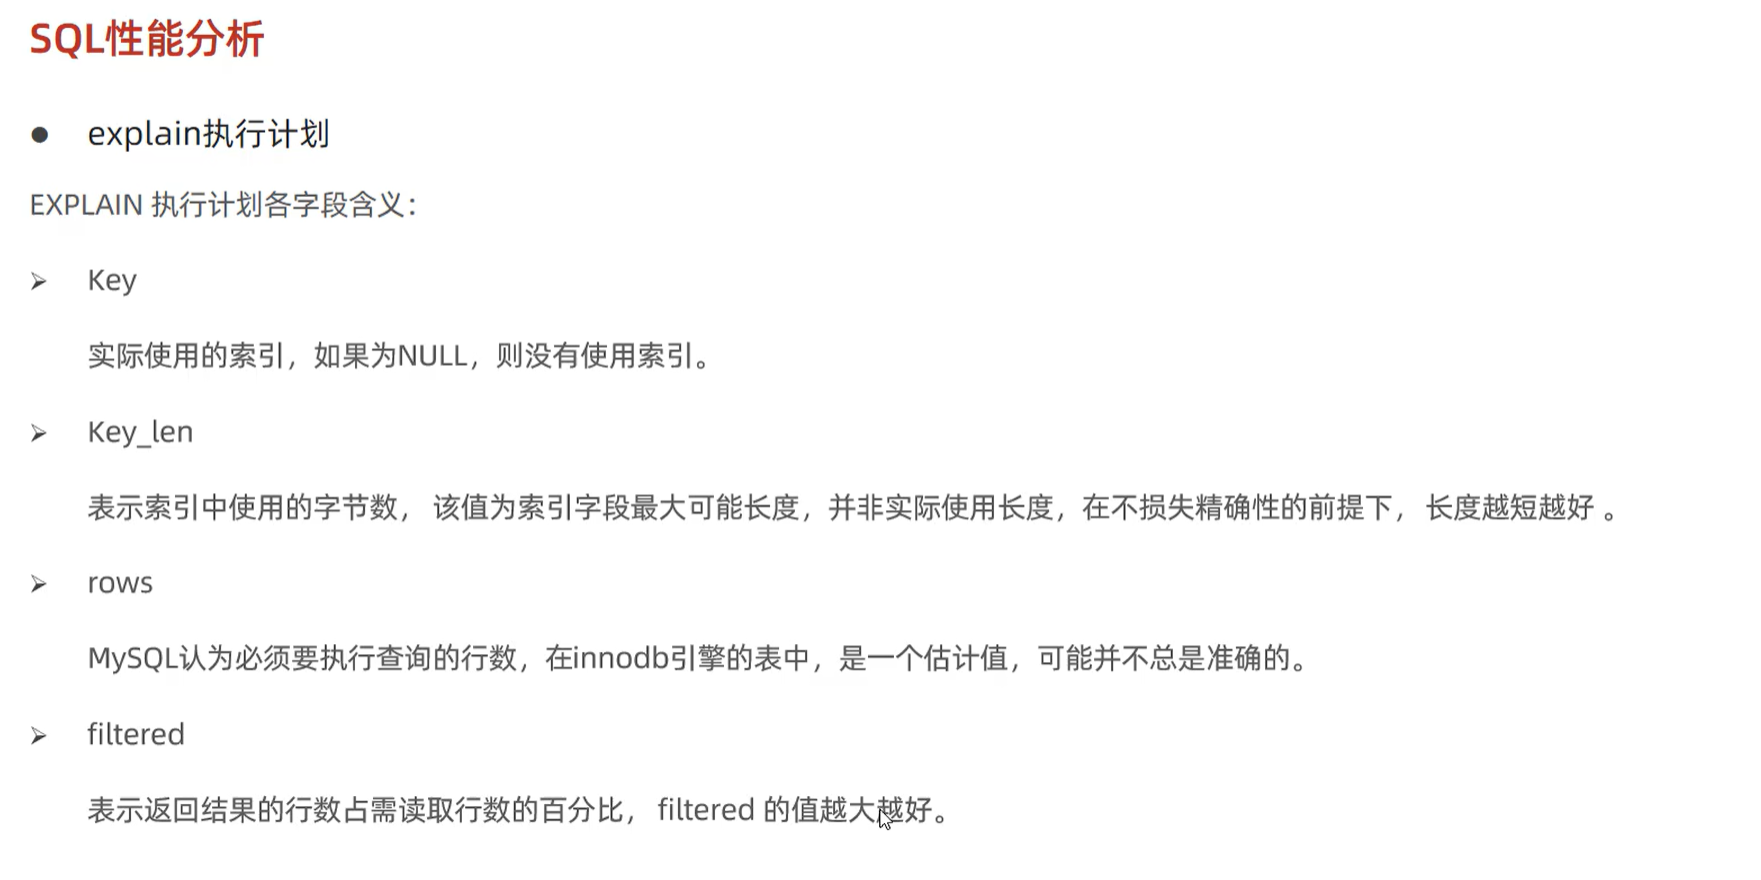 SQL性能分析
explain执行计划
EXPLAIN 执行计划各字段含义：
Key
实际使用的索引，如果为NULL，则没有使用索引。
Key_len
表示索引中使用的字节数， 该值为索引字段最大可能长度，并非实际使用长度，在不损失精确性的前提下， 长度越短越好 。
rows
MySQL认为必须要执行查询的行数，在innodb引擎的表中，是一个估计值，可能并不总是准确的。
filtered
表示返回结果的行数占需读取行数的百分比， filtered 的值越大越好。